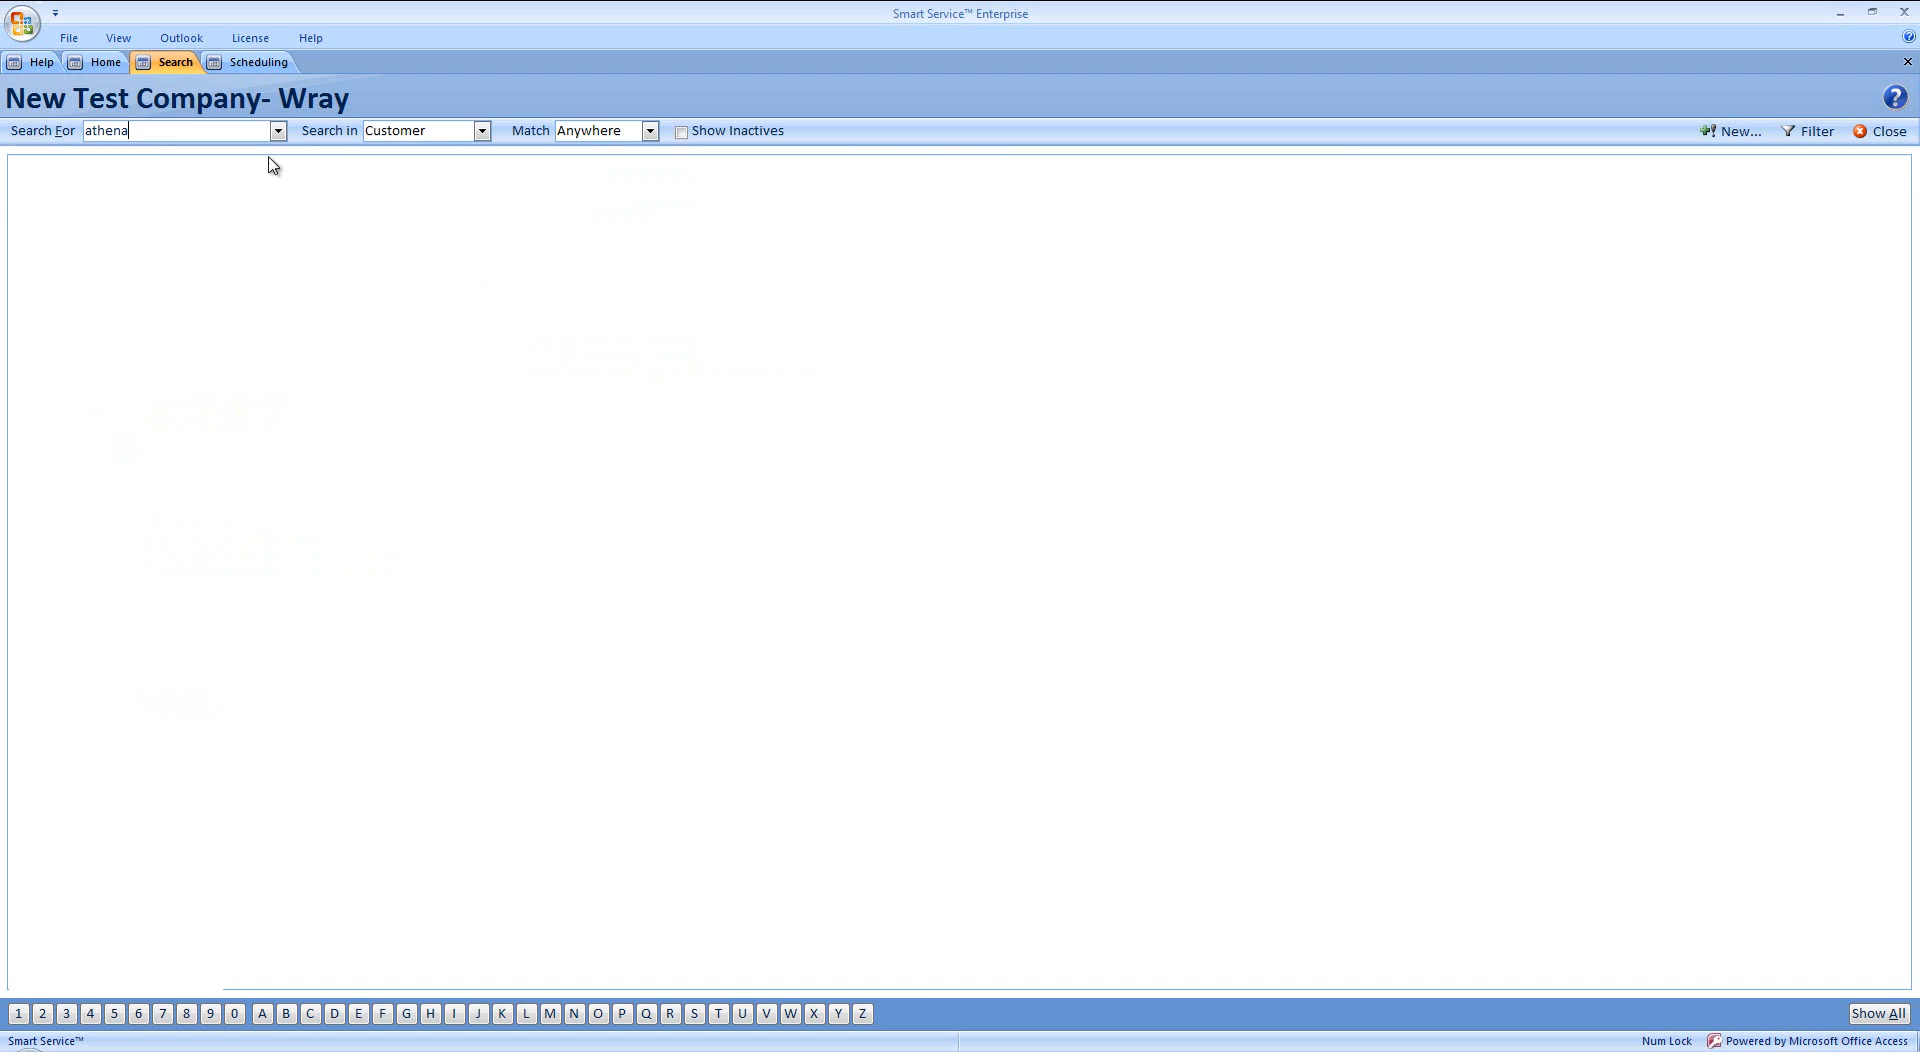 Smart Service™ Enterprise
File View Outlook License Help
Help Home Search Scheduling
New Test Company- Wray
Search For athena Search in Customer Match Anywhere Show Inactives New... Filter Close
1 2 3 4 5 6 7 8 9 0 A B C D E F G H I J K L M N O P Q R S T U V W X Y Z Show All
Smart Service™ Num Lock Powered by Microsoft Office Access